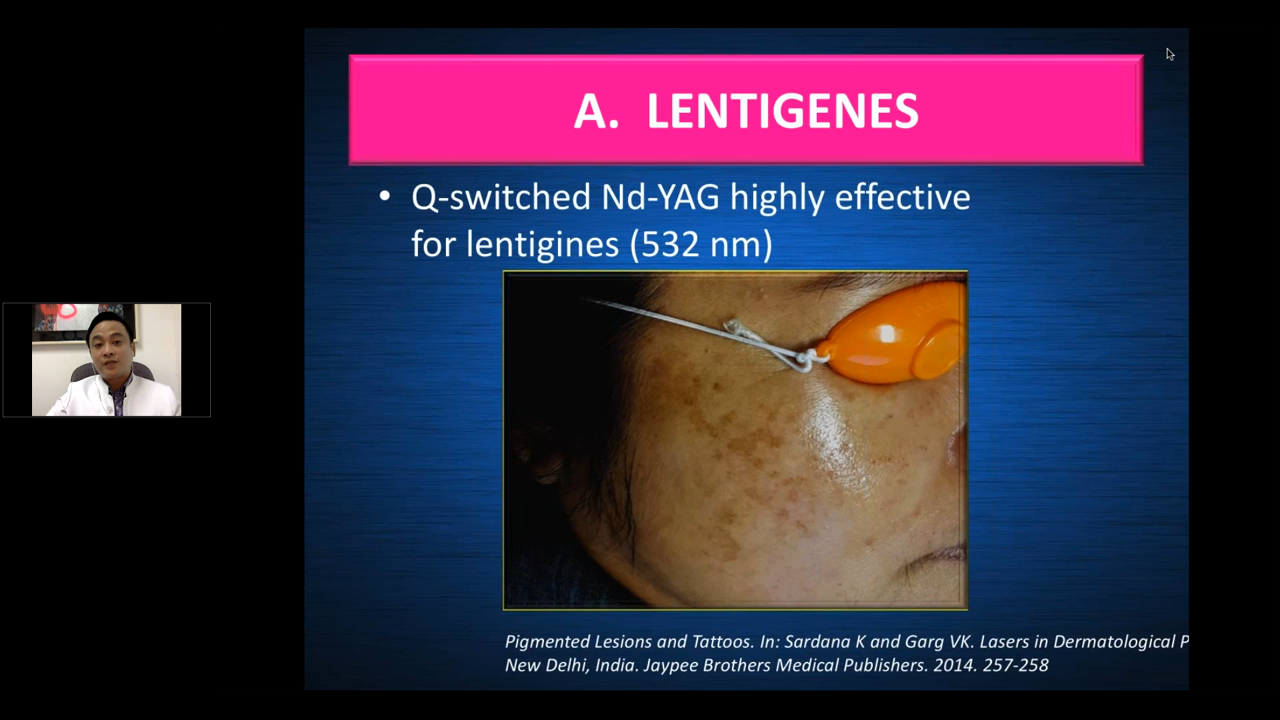 A. LENTIGENES
• Q-switched Nd-YAG highly effective
for lentigines (532 nm)
Pigmented Lesions and Tattoos. In: Sardana K and Garg VK. Lasers in Dermatological P
New Delhi, India. Jaypee Brothers Medical Publishers. 2014. 257-258